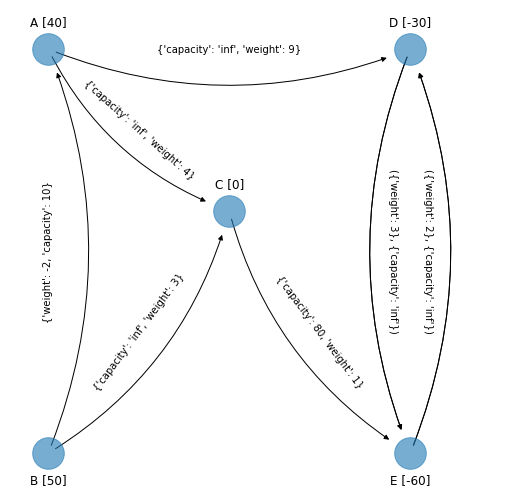 A [40]
D [-30]
{'capacity': 'inf', 'weight': 9}
{'capacity': 'inf', 'weight': 4}
C [0]
{'weight': -2, 'capacity': 10}
({'weight': 3}, {'capacity': 'inf'})
({'weight': 2}, {'capacity': 'inf'})
{'capacity': 'inf', 'weight': 3}
{'capacity': 80, 'weight': 1}
B [50]
E [-60]